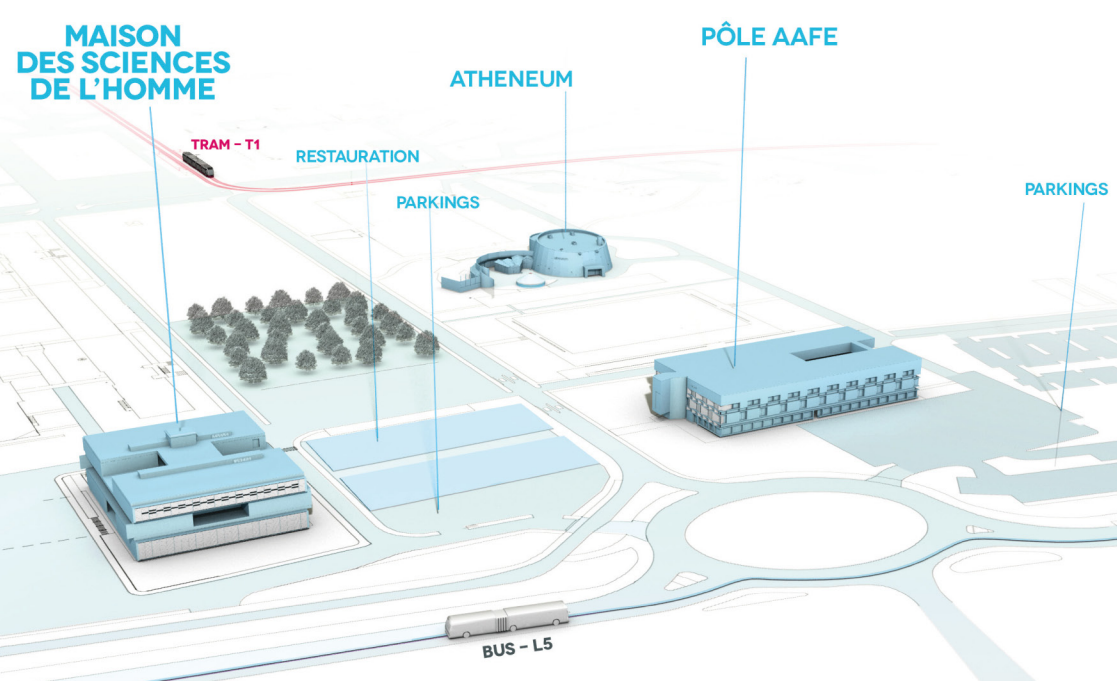 MAISON
DES SCIENCES
DE L'HOMME
PÔLE AAFE
ATHENEUM
TRAM – T1
RESTAURATION
PARKINGS
PARKINGS
BUS – L5